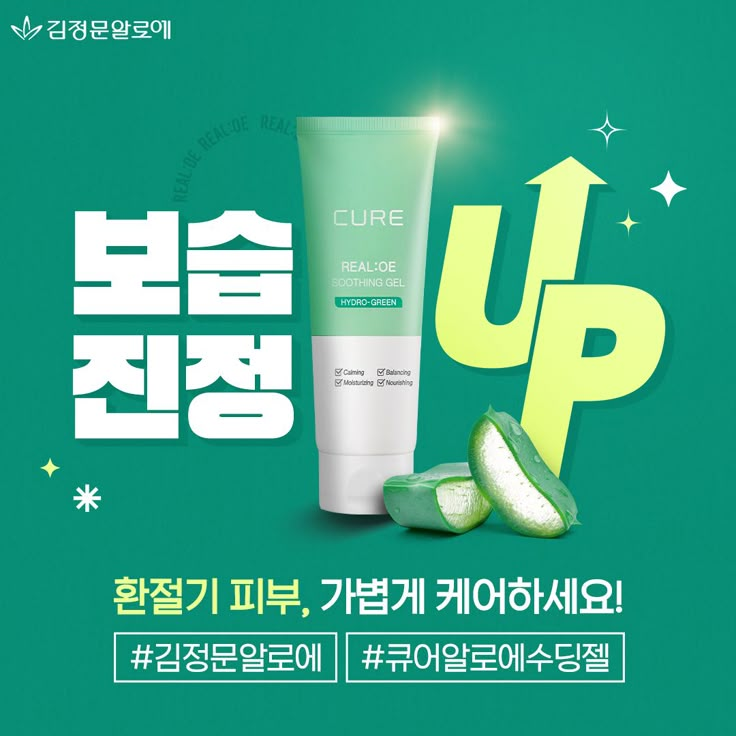 김정문알로에
REAL:OE REAL:OE REAL:
보습
진정
UP
CURE
REAL:OE
SOOTHING GEL
HYDRO-GREEN
Calming
Balancing
Moisturizing
Nourishing
환절기 피부, 가볍게 케어하세요!
#김정문알로에
#큐어알로에수딩젤